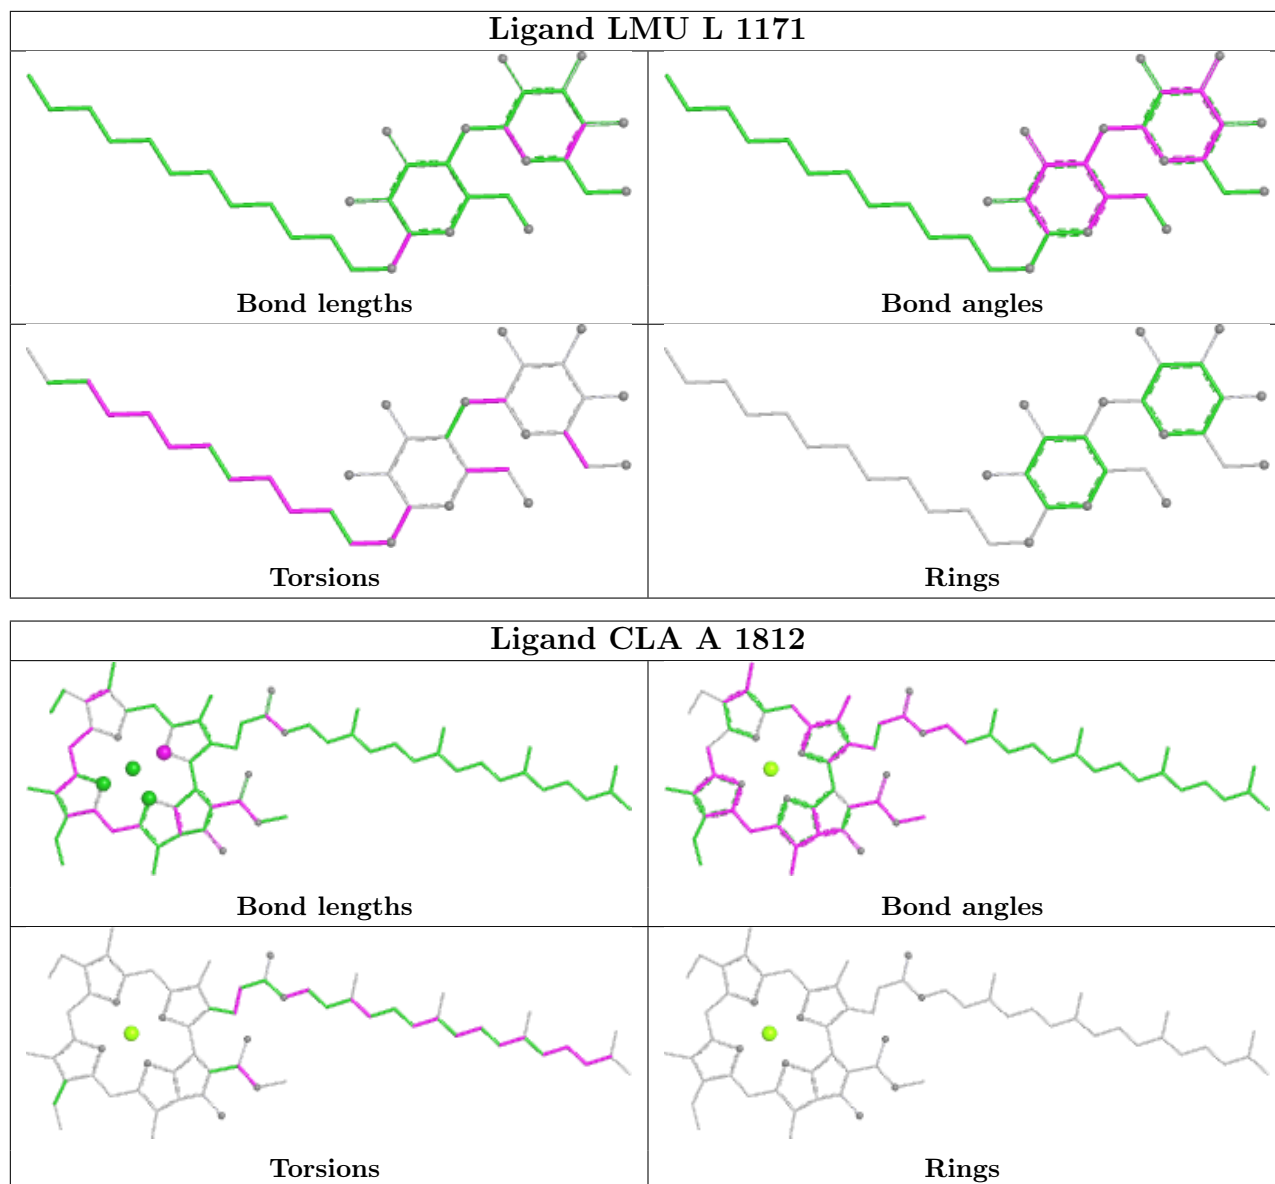 Ligand LMU L 1171
Bond lengths
Bond angles
Torsions
Rings
Ligand CLA A 1812
Bond lengths
Bond angles
Torsions
Rings